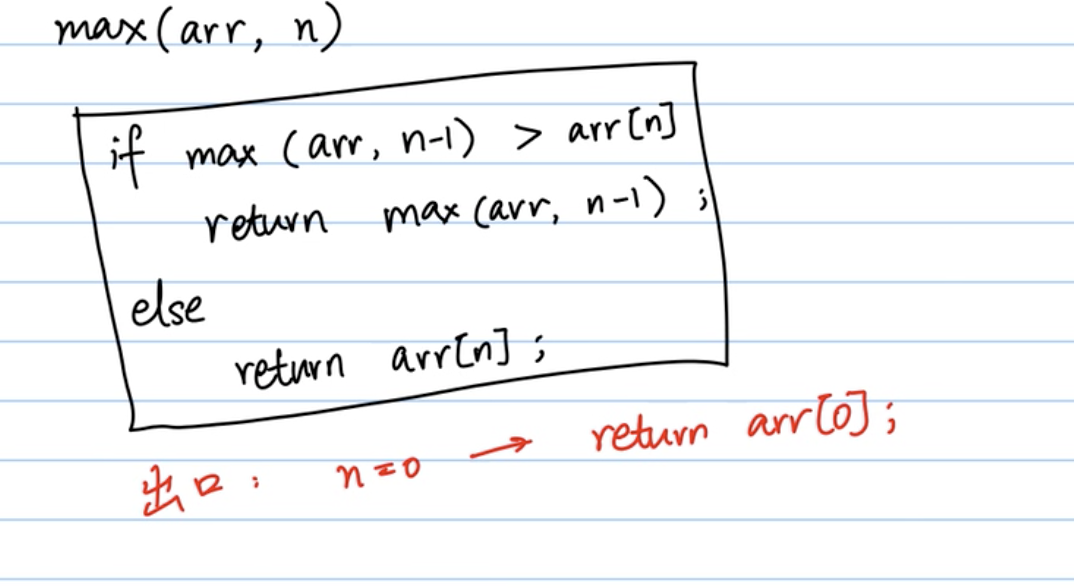 max(arr, n)
if max (arr, n-1) > arr[n]
return max(arr, n-1) ;
else
return arr[n] ;
出口: n=0 → return arr[0];